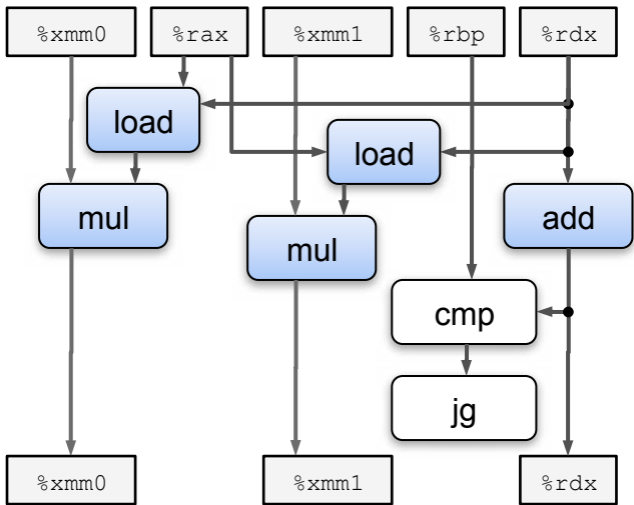 %xmm0 %rax %xmm1 %rbp %rdx
load
load
mul
add
mul
cmp
jg
%xmm0 %xmm1 %rdx